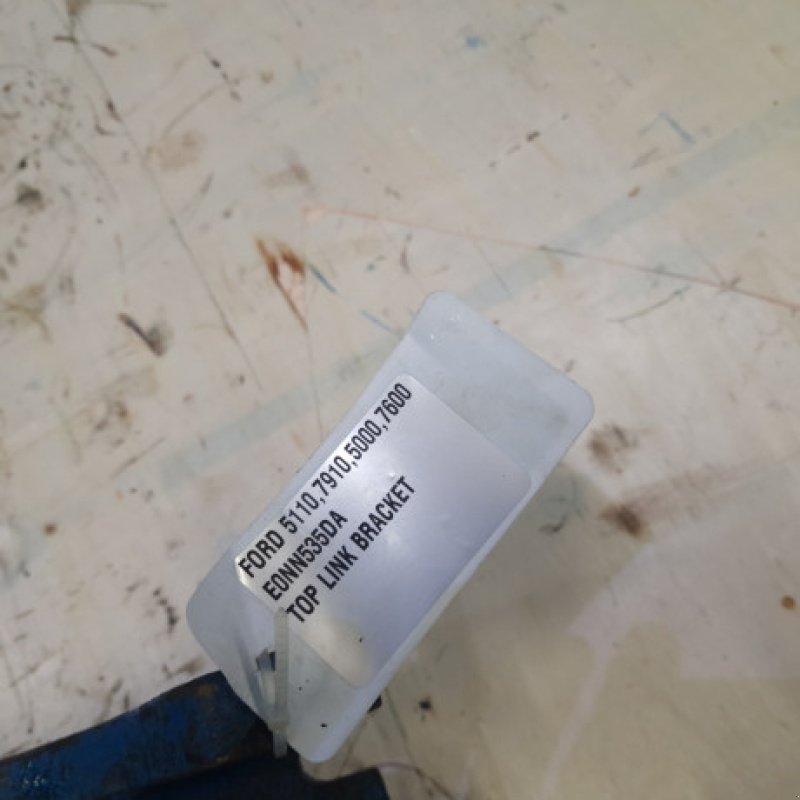 FORD 5110,7910,5000,7600
E0NN535DA
TOP LINK BRACKET